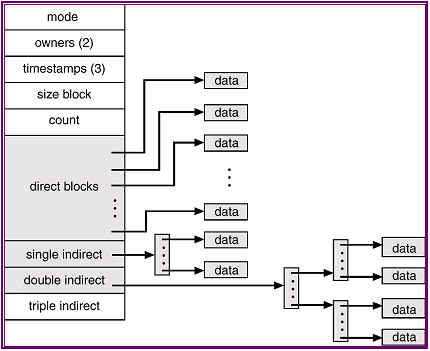 mode
owners (2)
timestamps (3)
size block
count
direct blocks
single indirect
double indirect
triple indirect
data
data
data
data
data
data
data
data
data
data